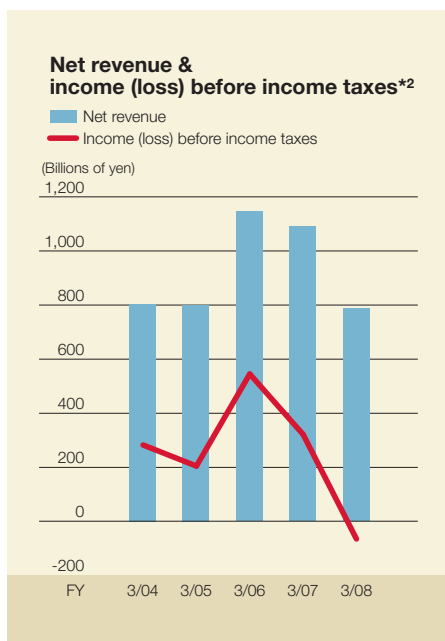 Net revenue &
income (loss) before income taxes*2
Net revenue
Income (loss) before income taxes
(Billions of yen)
1,200
1,000
800
600
400
200
0
-200
FY 3/04 3/05 3/06 3/07 3/08